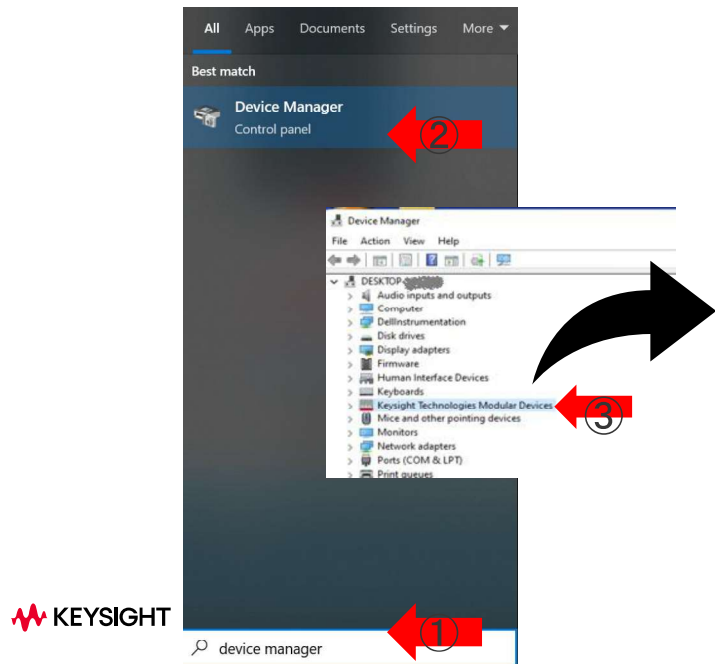 All Apps Documents Settings More
Best match
Device Manager
Control panel
②
Device Manager
File Action View Help
DESKTOP-
Audio inputs and outputs
Computer
DellInstrumentation
Disk drives
Display adapters
Firmware
Human Interface Devices
Keyboards
Keysight Technologies Modular Devices
③
Mice and other pointing devices
Monitors
Network adapters
Ports (COM & LPT)
Print queues
KEYSIGHT
①
device manager